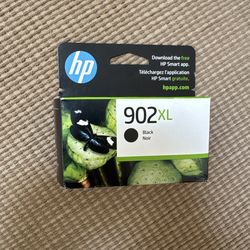 hp
Download the free
HP Smart app.
Téléchargez l'application
HP Smart gratuite.
hpapp.com
902XL
Black
Noir